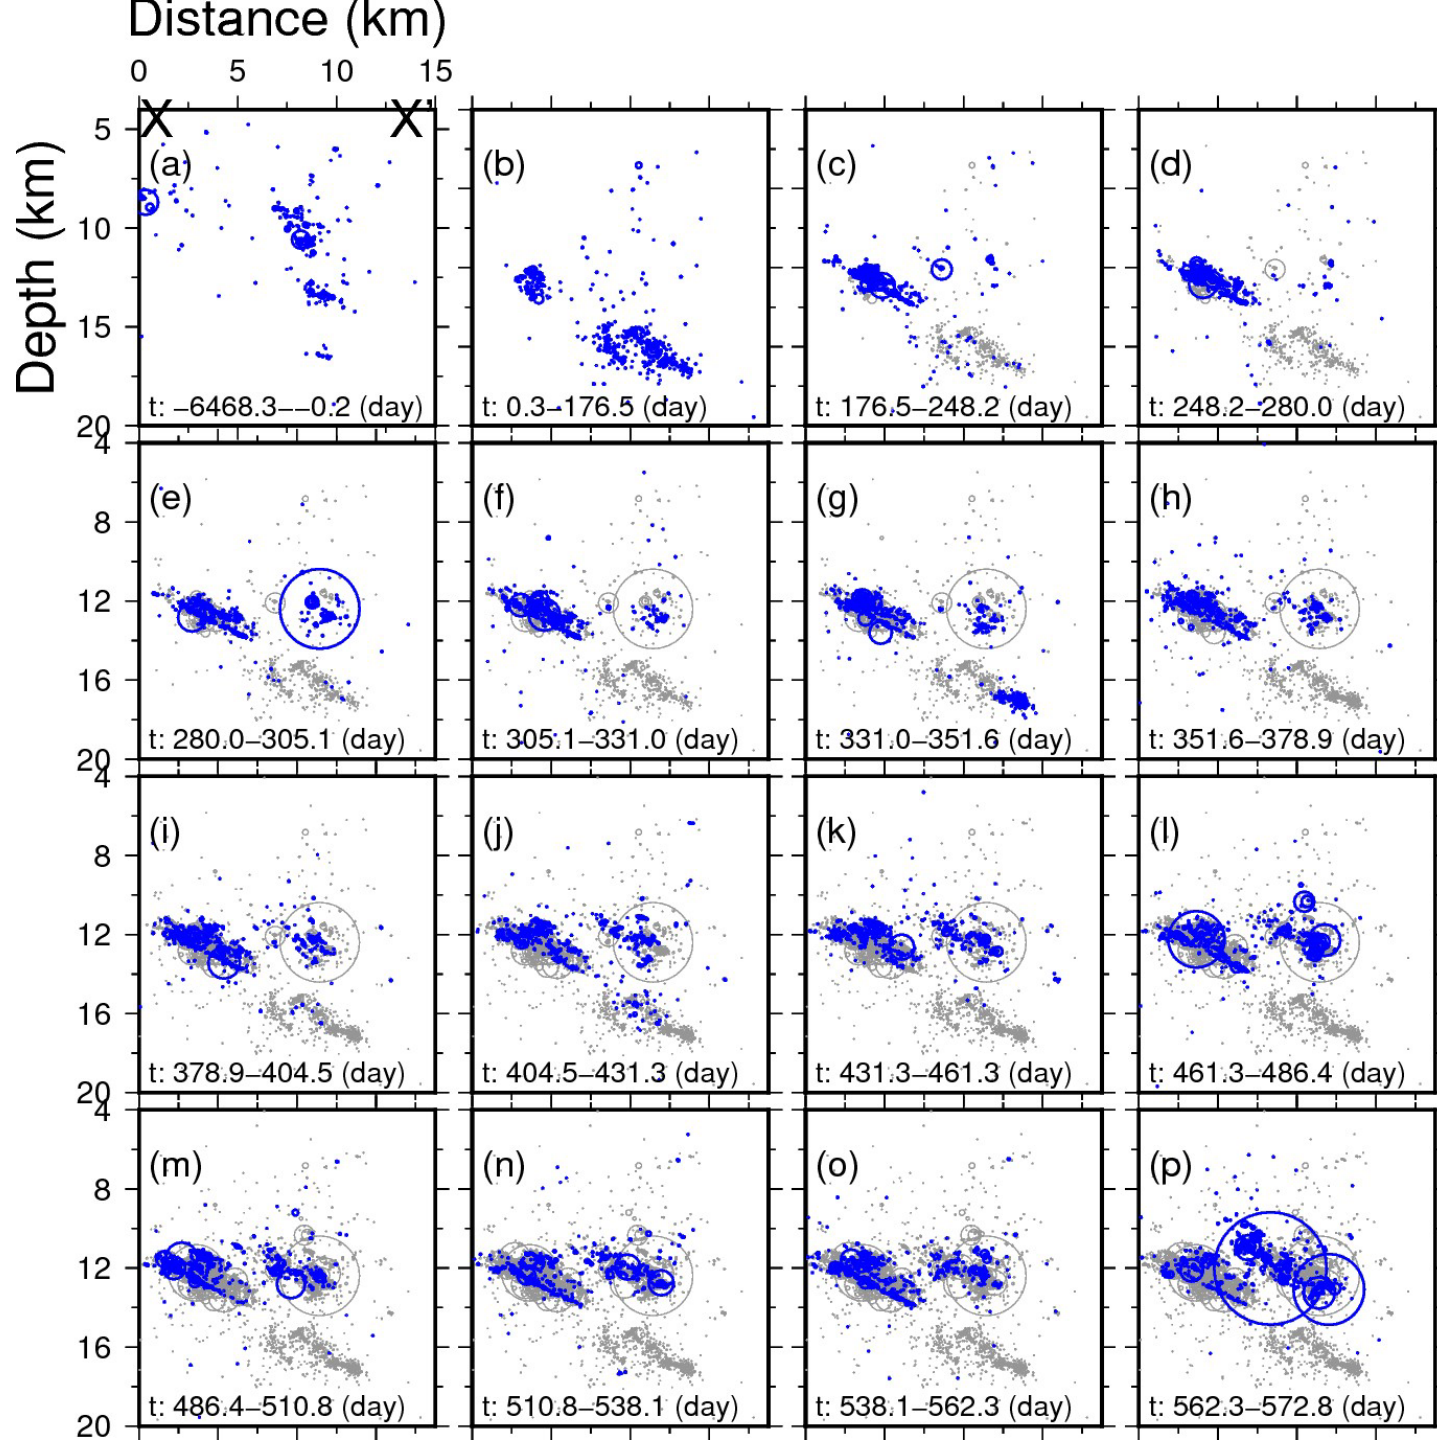 Distance (km)
0 5 10 15
X X'
Depth (km)
5
10
15
20
(a) (b) (c) (d)
t: −6468.3−−0.2 (day) t: 0.3−176.5 (day) t: 176.5−248.2 (day) t: 248.2−280.0 (day)
4
8
12
16
20
(e) (f) (g) (h)
t: 280.0−305.1 (day) t: 305.1−331.0 (day) t: 331.0−351.6 (day) t: 351.6−378.9 (day)
4
8
12
16
20
(i) (j) (k) (l)
t: 378.9−404.5 (day) t: 404.5−431.3 (day) t: 431.3−461.3 (day) t: 461.3−486.4 (day)
4
8
12
16
20
(m) (n) (o) (p)
t: 486.4−510.8 (day) t: 510.8−538.1 (day) t: 538.1−562.3 (day) t: 562.3−572.8 (day)